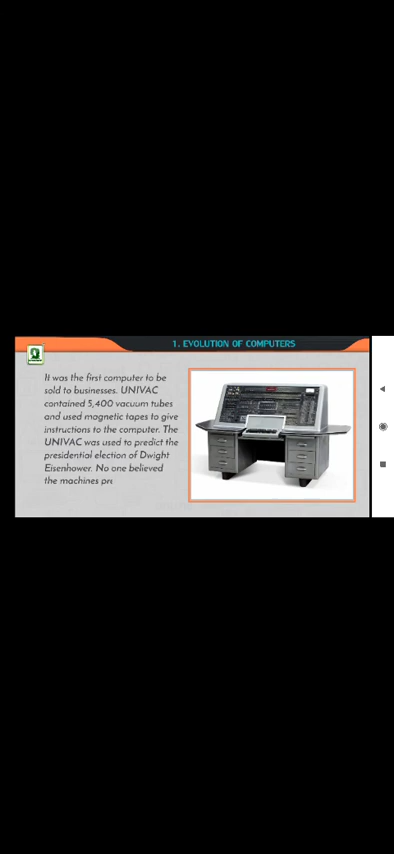 1. EVOLUTION OF COMPUTERS
It was the first computer to be
sold to businesses. UNIVAC
contained 5,400 vacuum tubes
and used magnetic tapes to give
instructions to the computer. The
UNIVAC was used to predict the
presidential election of Dwight
Eisenhower. No one believed
the machines pre